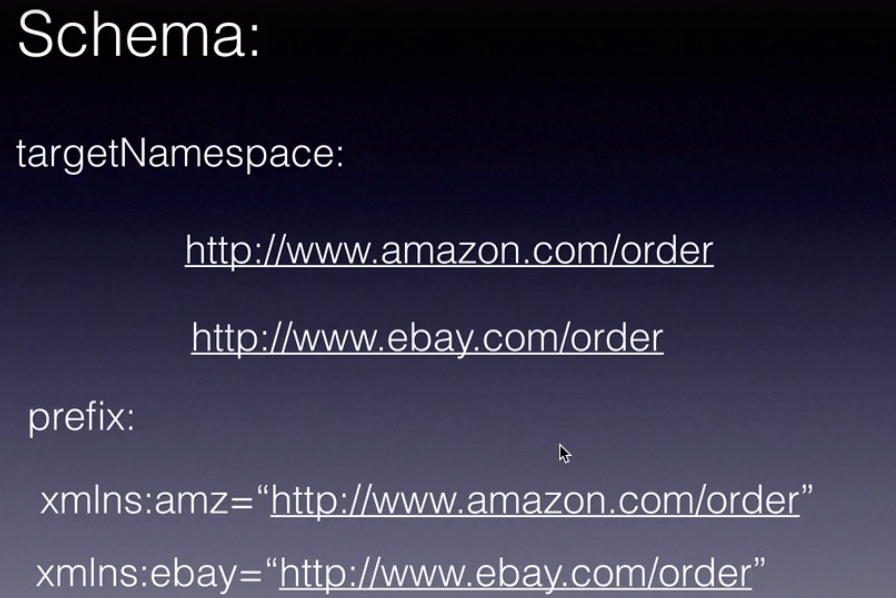 Schema:
targetNamespace:
http://www.amazon.com/order
http://www.ebay.com/order
prefix:
xmlns:amz=“http://www.amazon.com/order”
xmlns:ebay=“http://www.ebay.com/order”